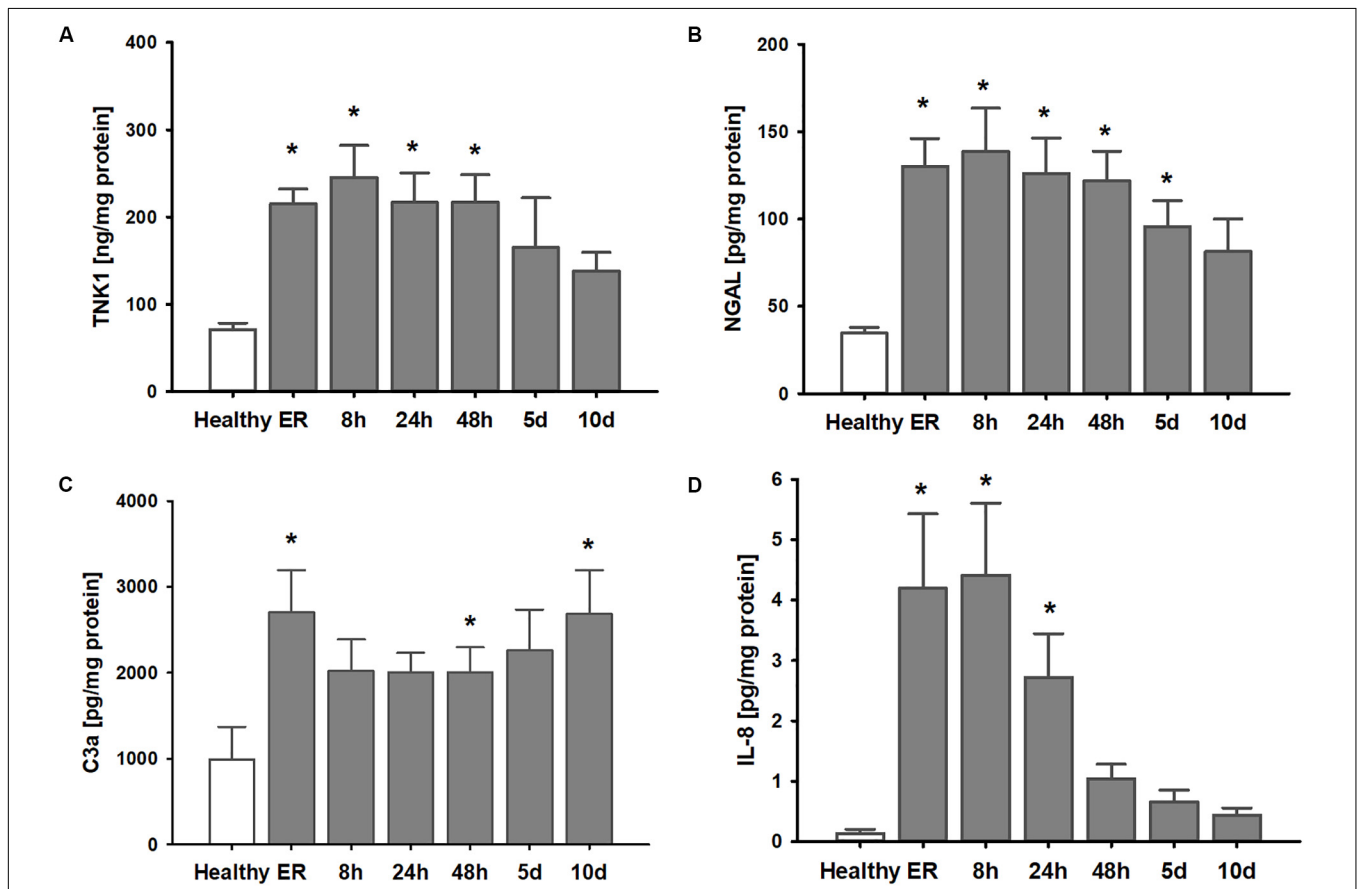 A
TNK1 [ng/mg protein]
400
300
200
100
0
* * * *
Healthy ER 8h 24h 48h 5d 10d
B
NGAL [pg/mg protein]
200
150
100
50
0
* * * * *
Healthy ER 8h 24h 48h 5d 10d
C
C3a [pg/mg protein]
4000
3000
2000
1000
0
* * *
Healthy ER 8h 24h 48h 5d 10d
D
IL-8 [pg/mg protein]
6
5
4
3
2
1
0
* * *
Healthy ER 8h 24h 48h 5d 10d